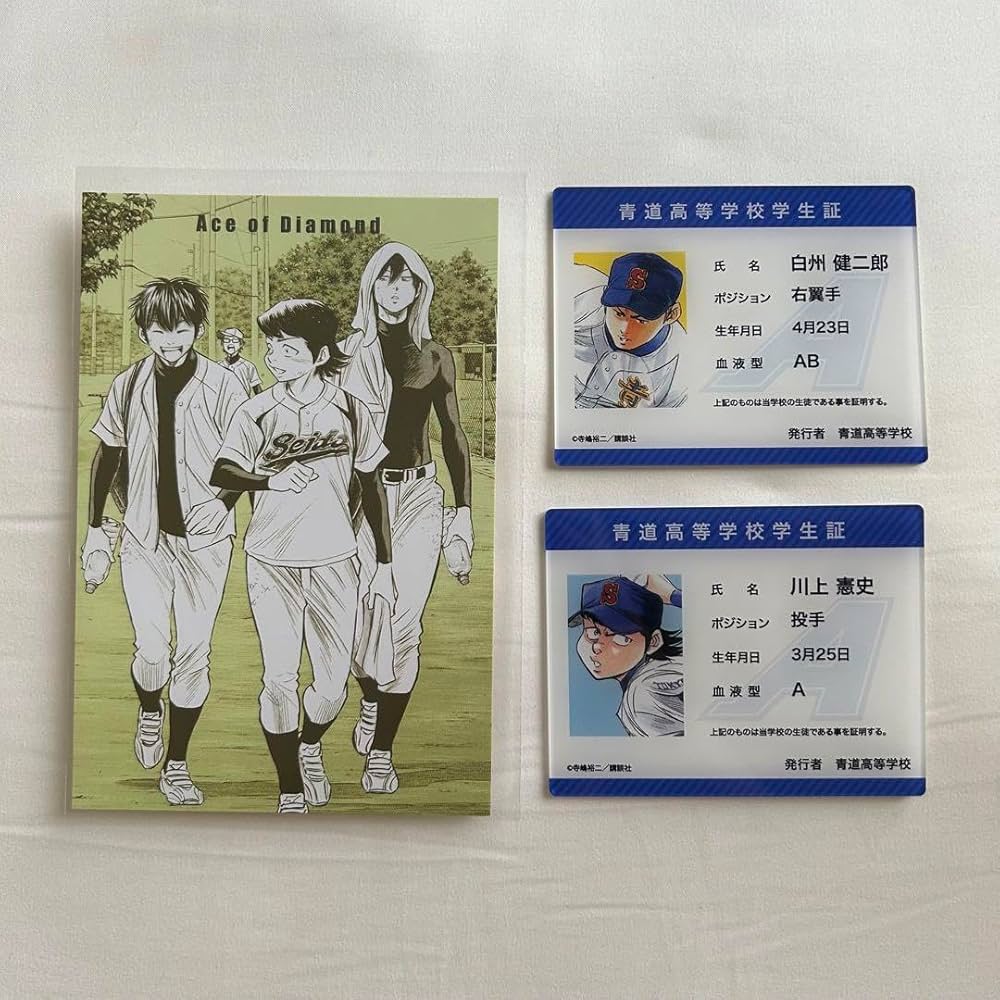 Ace of Diamond
Seido
青道高等学校学生証
氏 名 白州 健二郎
ポジション 右翼手
生年月日 4月23日
血液型 AB
上記のものは当学校の生徒である事を証明する。
発行者 青道高等学校
©寺嶋裕二/講談社
S
青
A
青道高等学校学生証
氏 名 川上 憲史
ポジション 投手
生年月日 3月25日
血液型 A
上記のものは当学校の生徒である事を証明する。
発行者 青道高等学校
©寺嶋裕二/講談社
S
A